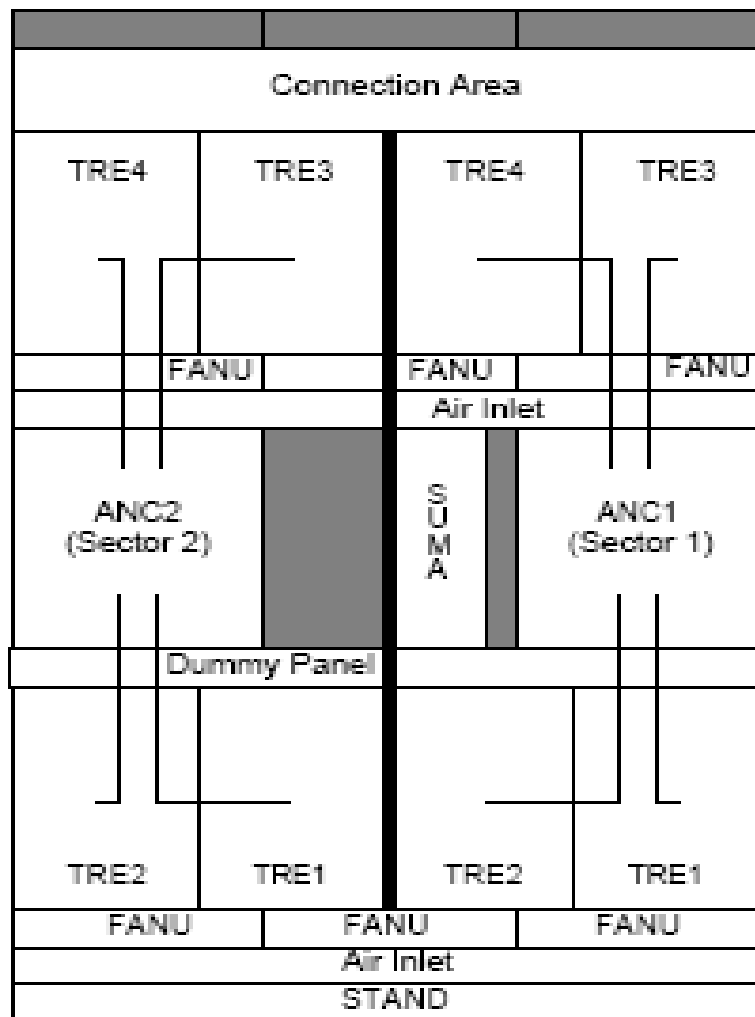 Connection Area
TRE4 TRE3 TRE4 TRE3
FANU FANU FANU
Air Inlet
ANC2
(Sector 2)
SUMA
ANC1
(Sector 1)
Dummy Panel
TRE2 TRE1 TRE2 TRE1
FANU FANU FANU
Air Inlet
STAND